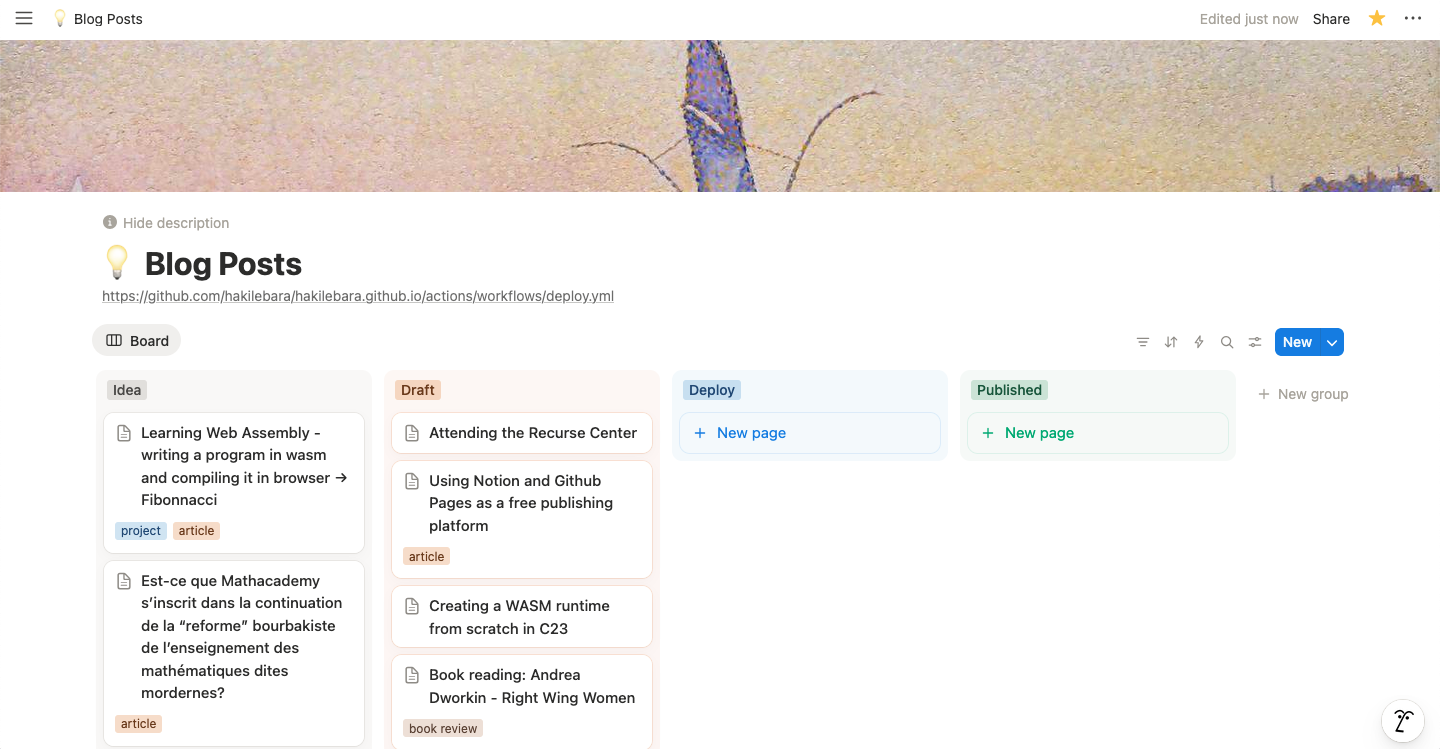 Blog Posts
Edited just now
Share
Hide description
Blog Posts
https://github.com/hakilebara/hakilebara.github.io/actions/workflows/deploy.yml
Board
New
Idea
Learning Web Assembly -
writing a program in wasm
and compiling it in browser →
Fibonnacci
project article
Est-ce que Mathacademy
s’inscrit dans la continuation
de la “reforme” bourbakiste
de l’enseignement des
mathématiques dites
mordernes?
article
Draft
Attending the Recurse Center
Using Notion and Github
Pages as a free publishing
platform
article
Creating a WASM runtime
from scratch in C23
Book reading: Andrea
Dworkin - Right Wing Women
book review
Deploy
+ New page
Published
+ New page
+ New group